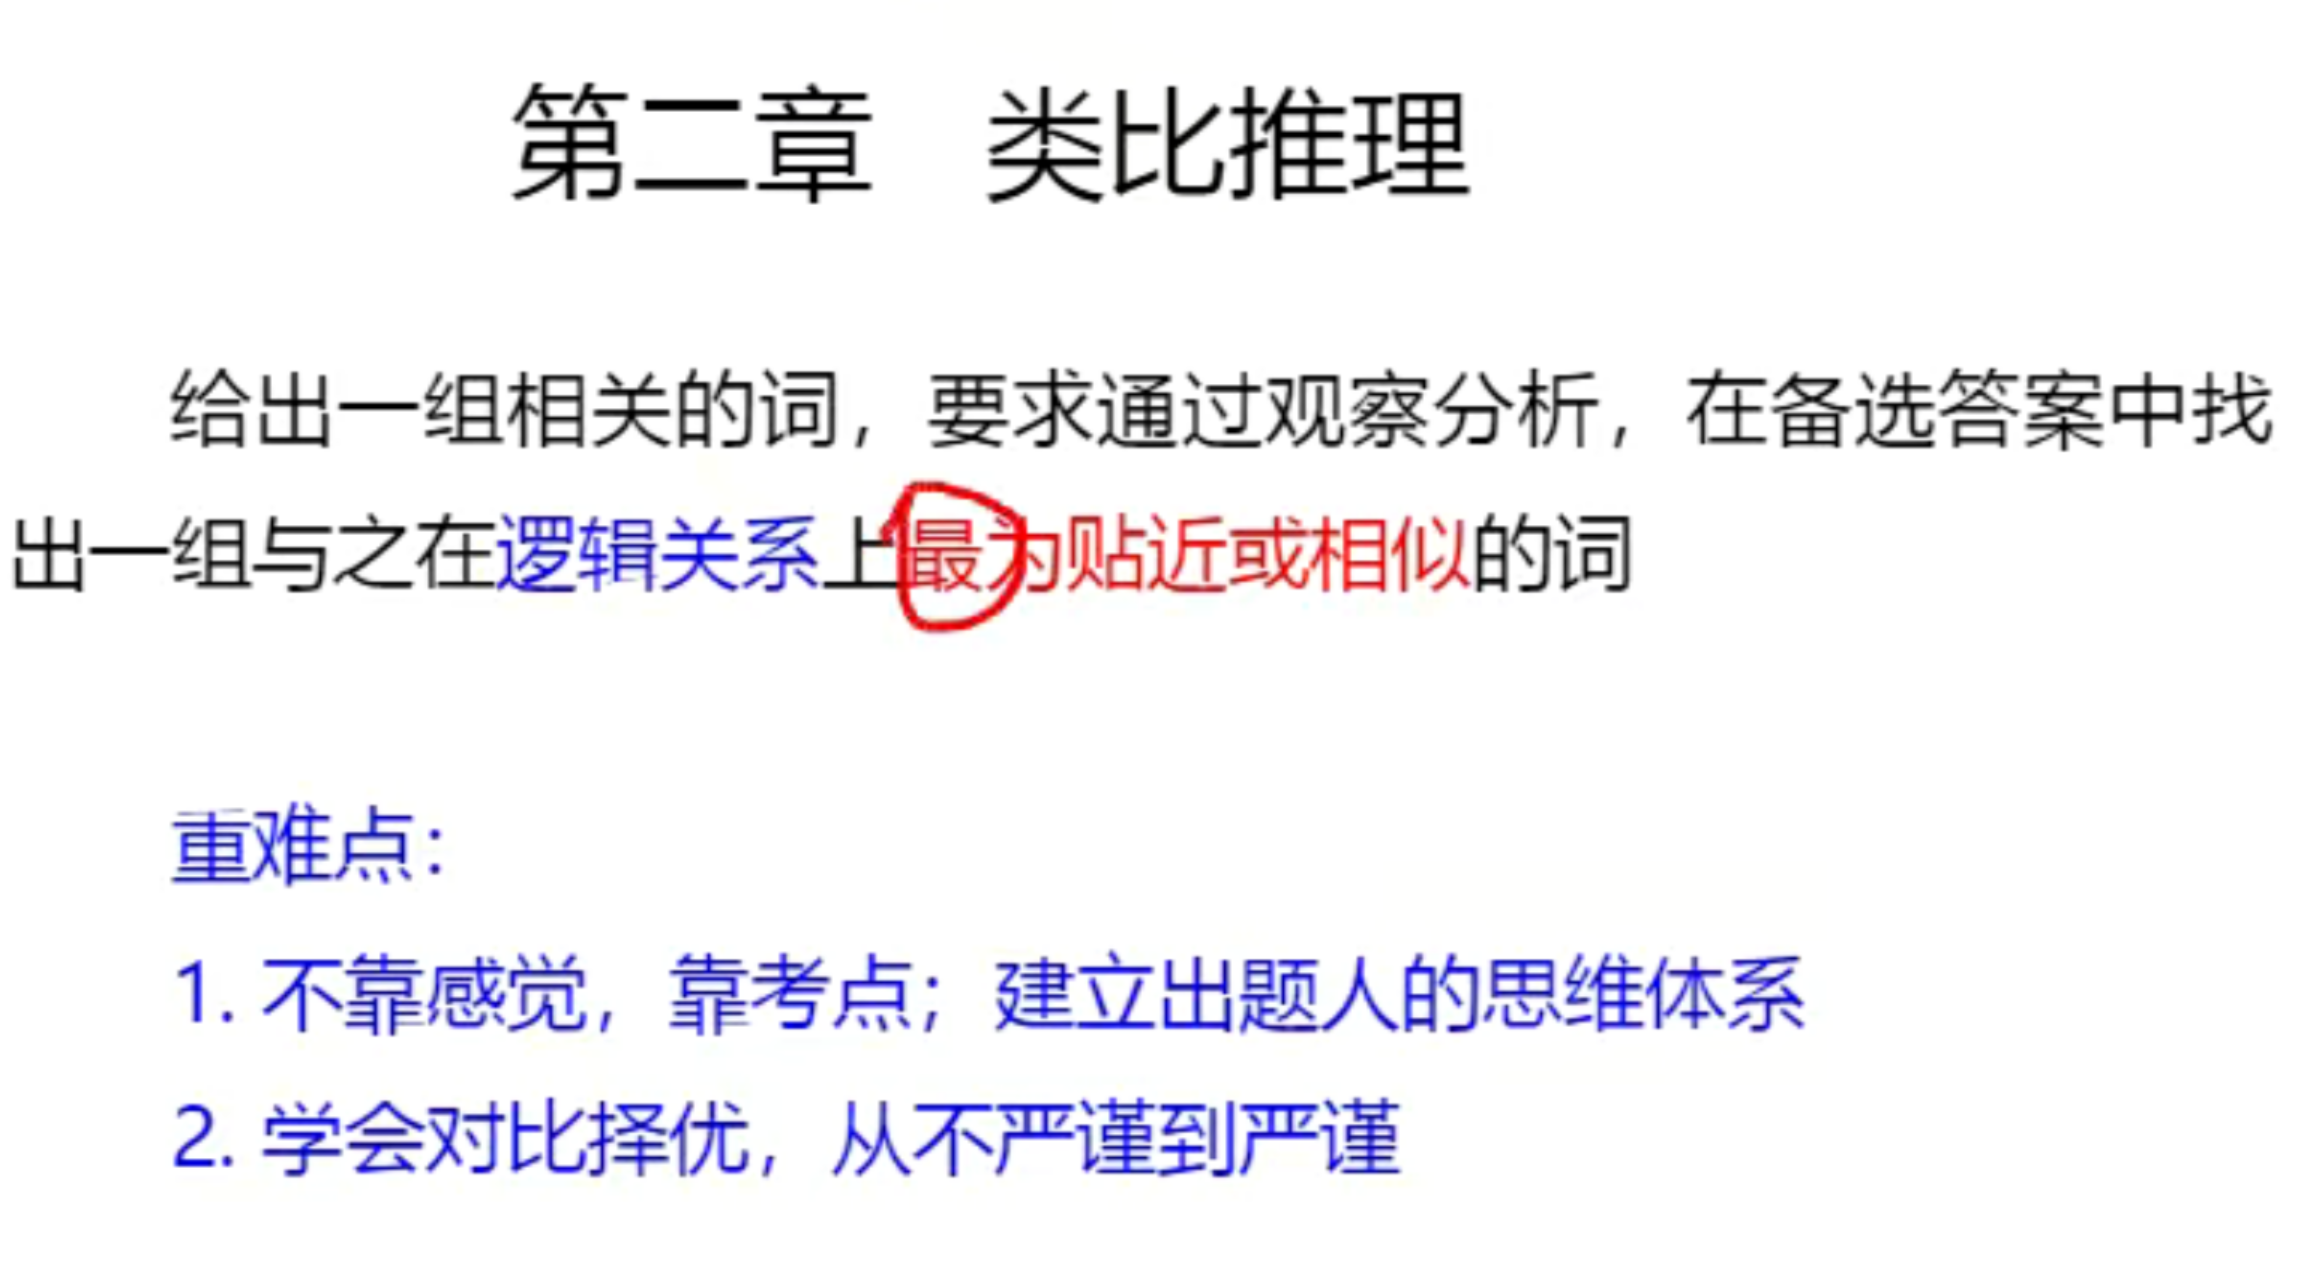 第二章 类比推理
给出一组相关的词，要求通过观察分析，在备选答案中找
出一组与之在逻辑关系上最为贴近或相似的词
重难点：
1. 不靠感觉，靠考点；建立出题人的思维体系
2. 学会对比择优，从不严谨到严谨